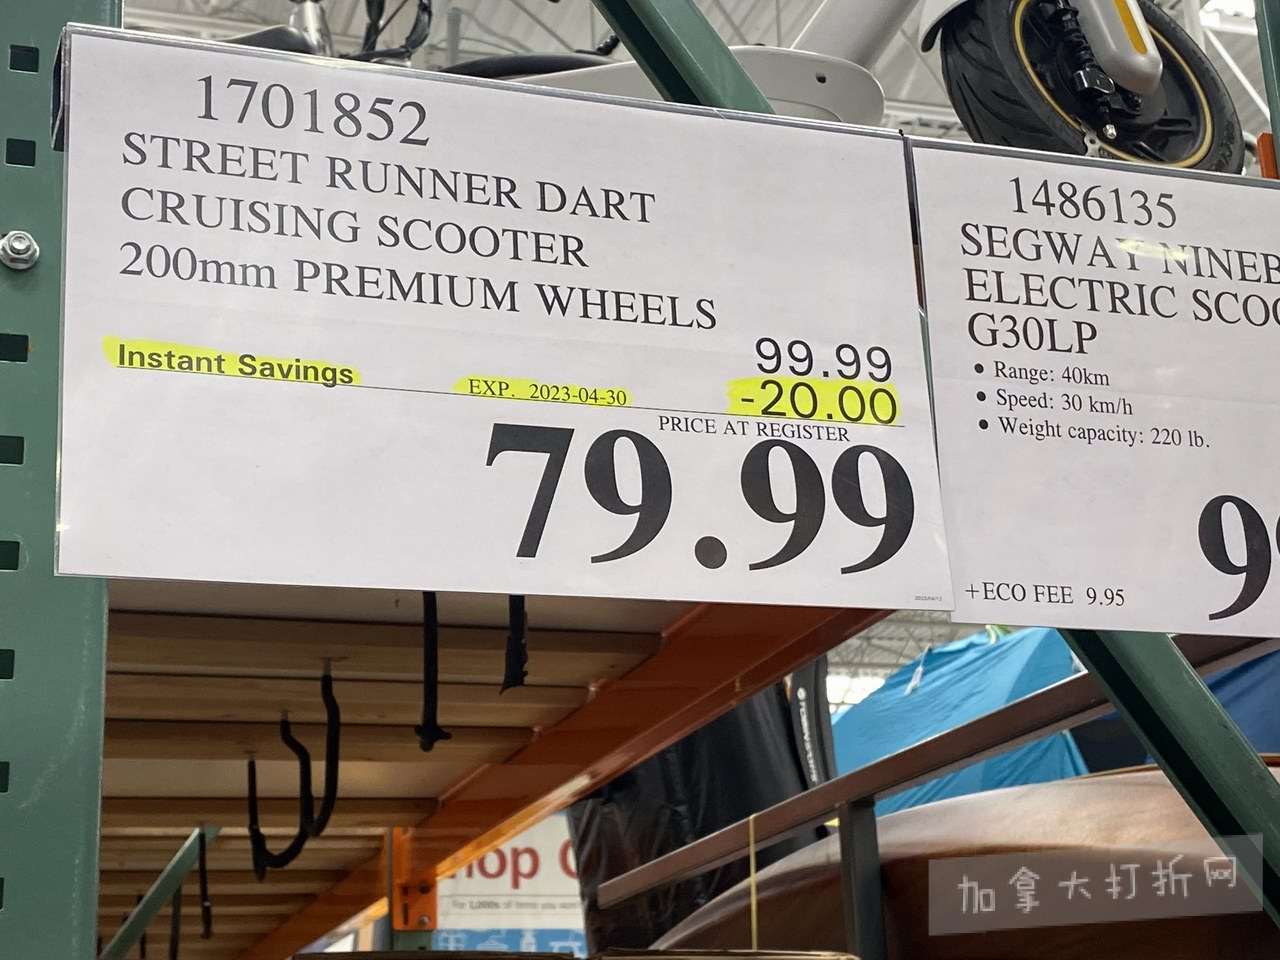 1701852
STREET RUNNER DART
CRUISING SCOOTER
200mm PREMIUM WHEELS
99.99
Instant Savings EXP. 2023-04-30 -20.00
PRICE AT REGISTER
79.99
1486135
SEGWAY NINEB
ELECTRIC SCOO
G30LP
• Range: 40km
• Speed: 30 km/h
• Weight capacity: 220 lb.
+ECO FEE 9.95
加拿大打折网